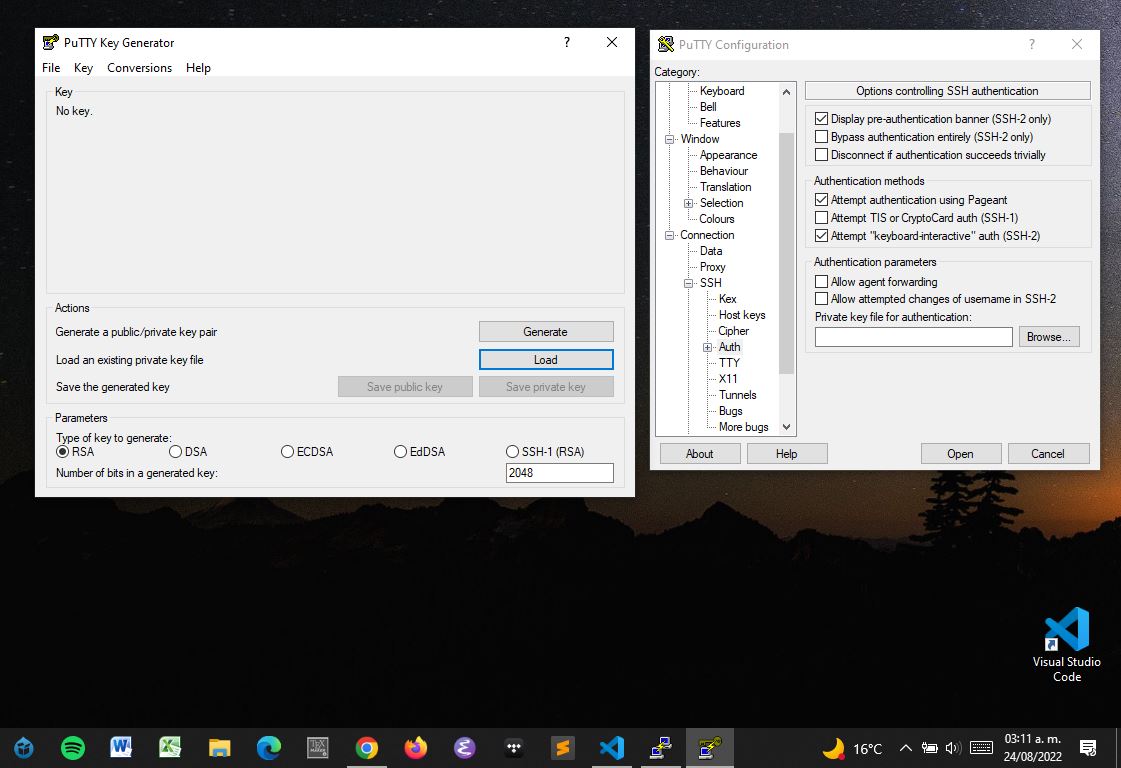 PuTTY Key Generator
?
File Key Conversions Help
Key
No key.
Actions
Generate a public/private key pair
Generate
Load an existing private key file
Load
Save the generated key
Save public key
Save private key
Parameters
Type of key to generate:
RSA
DSA
ECDSA
EdDSA
SSH-1 (RSA)
Number of bits in a generated key:
2048
PuTTY Configuration
?
Category:
Keyboard
Bell
Features
Window
Appearance
Behaviour
Translation
Selection
Colours
Connection
Data
Proxy
SSH
Kex
Host keys
Cipher
Auth
TTY
X11
Tunnels
Bugs
More bugs
Options controlling SSH authentication
Display pre-authentication banner (SSH-2 only)
Bypass authentication entirely (SSH-2 only)
Disconnect if authentication succeeds trivially
Authentication methods
Attempt authentication using Pageant
Attempt TIS or CryptoCard auth (SSH-1)
Attempt "keyboard-interactive" auth (SSH-2)
Authentication parameters
Allow agent forwarding
Allow attempted changes of username in SSH-2
Private key file for authentication:
Browse...
About
Help
Open
Cancel
Visual Studio
Code
16°C
03:11 a. m.
24/08/2022